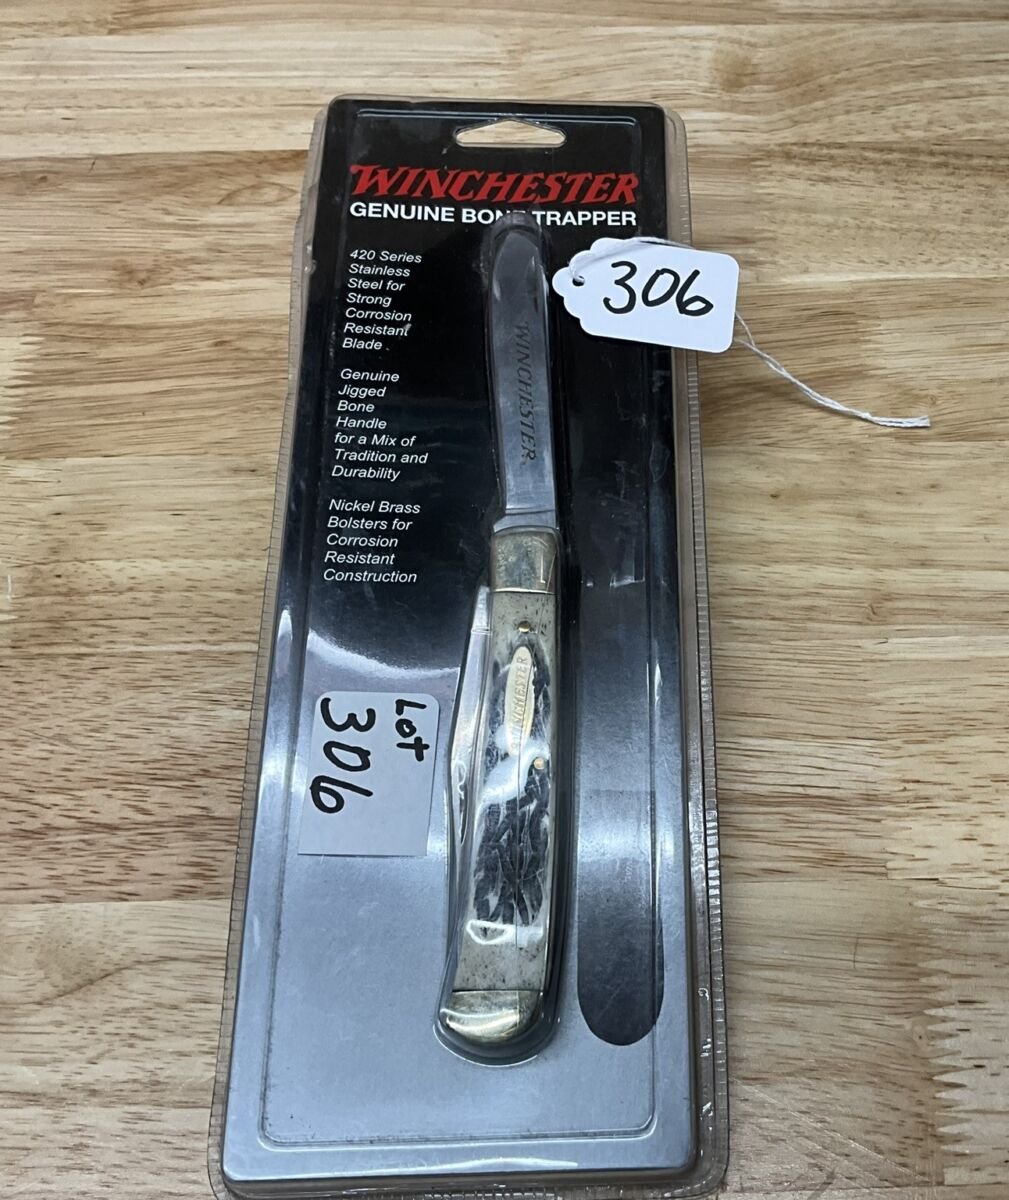 WINCHESTER
GENUINE BONE TRAPPER
420 Series
Stainless
Steel for
Strong
Corrosion
Resistant
Blade
Genuine
Jigged
Bone
Handle
for a Mix of
Tradition and
Durability
Nickel Brass
Bolsters for
Corrosion
Resistant
Construction
306
WINCHESTER
WINCHESTER
Lot
306